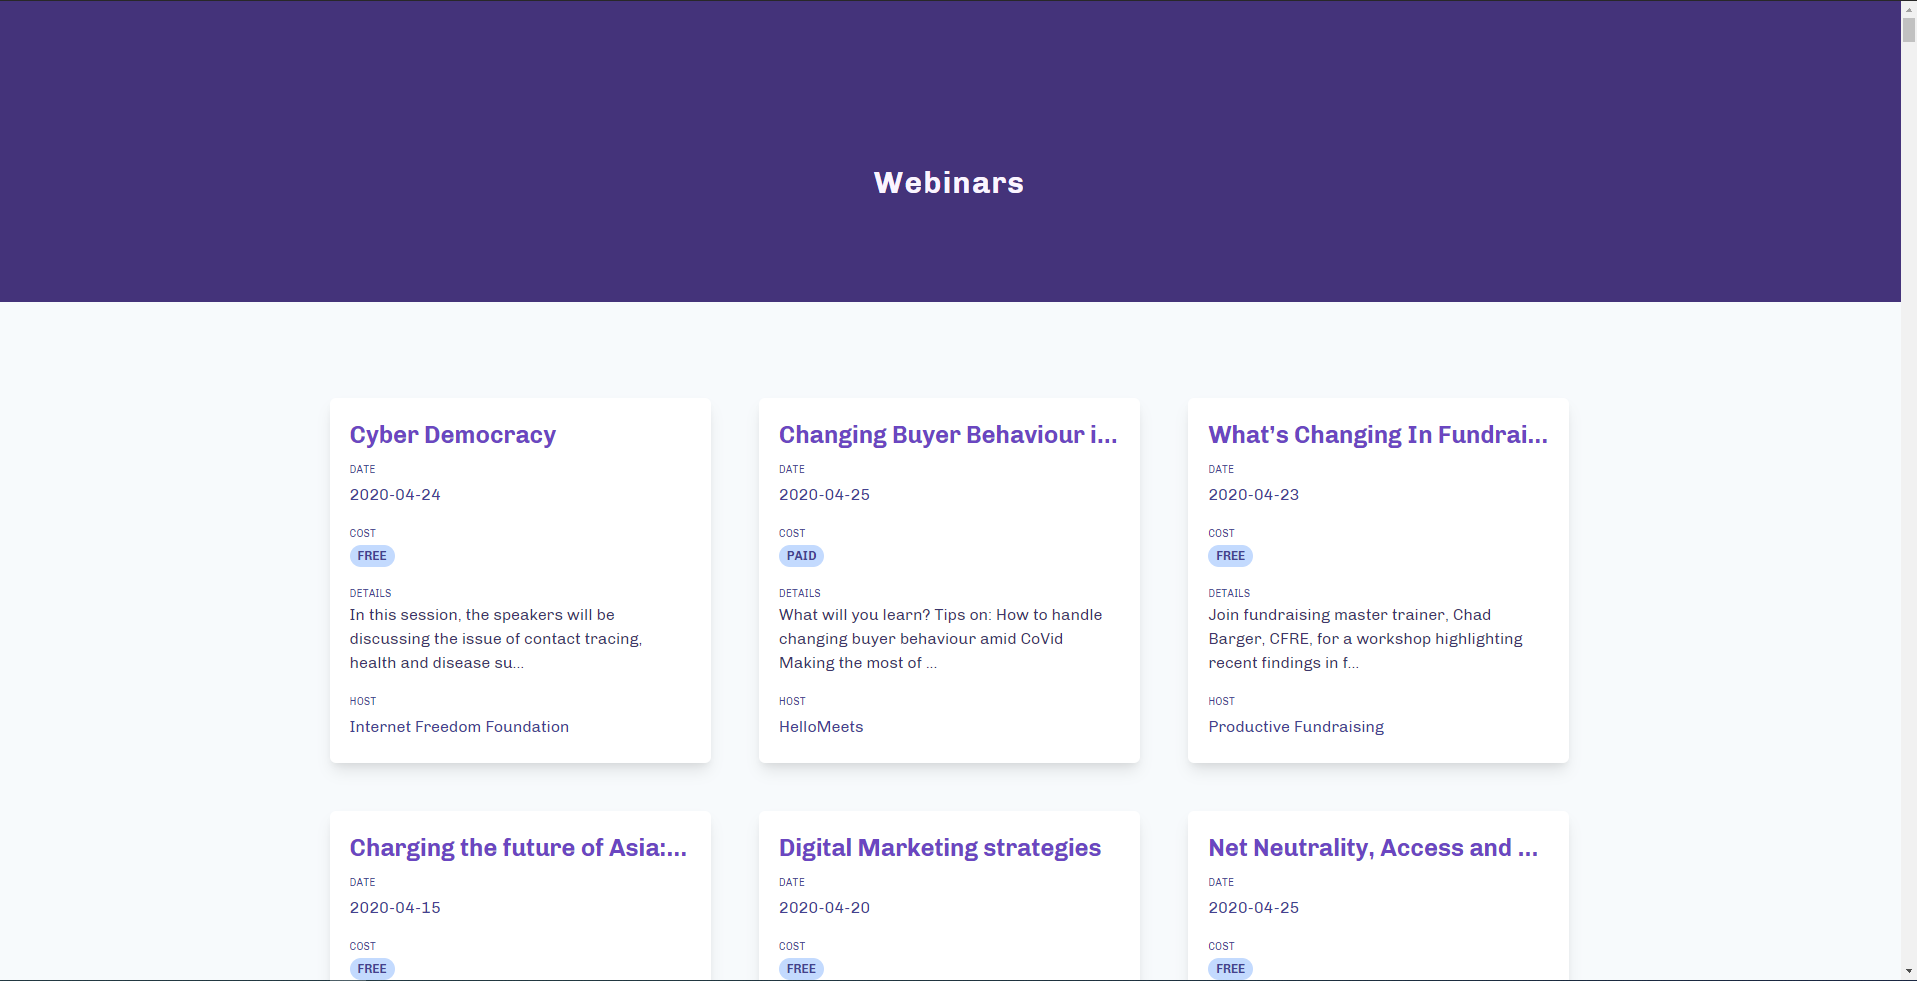 Webinars
Cyber Democracy
DATE
2020-04-24
COST
FREE
DETAILS
In this session, the speakers will be
discussing the issue of contact tracing,
health and disease su...
HOST
Internet Freedom Foundation
Changing Buyer Behaviour i...
DATE
2020-04-25
COST
PAID
DETAILS
What will you learn? Tips on: How to handle
changing buyer behaviour amid CoVid
Making the most of ...
HOST
HelloMeets
What's Changing In Fundrai...
DATE
2020-04-23
COST
FREE
DETAILS
Join fundraising master trainer, Chad
Barger, CFRE, for a workshop highlighting
recent findings in f...
HOST
Productive Fundraising
Charging the future of Asia:...
DATE
2020-04-15
COST
FREE
Digital Marketing strategies
DATE
2020-04-20
COST
FREE
Net Neutrality, Access and ...
DATE
2020-04-25
COST
FREE